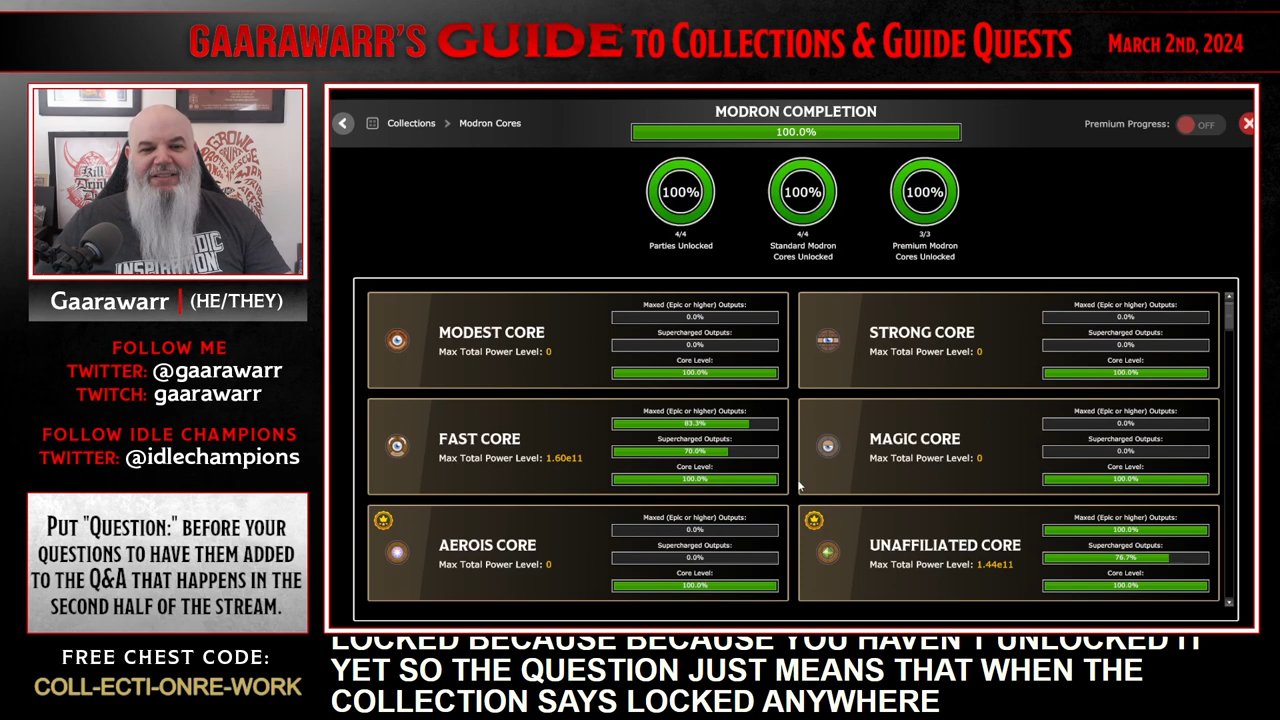 GAARAWARR'S GUIDE TO COLLECTIONS & GUIDE QUESTS
MARCH 2ND, 2024
Gaarawarr | (HE/THEY)
FOLLOW ME
TWITTER: @gaarawarr
TWITCH: gaarawarr
FOLLOW IDLE CHAMPIONS
TWITTER: @idlechampions
PUT "QUESTION:" BEFORE YOUR
QUESTIONS TO HAVE THEM ADDED
TO THE Q&A THAT HAPPENS IN THE
SECOND HALF OF THE STREAM.
FREE CHEST CODE:
COLL-ECTI-ONRE-WORK
Collections > Modron Cores
MODRON COMPLETION
100.0%
Premium Progress: OFF
100%
4/4
Parties Unlocked
100%
4/4
Standard Modron
Cores Unlocked
100%
3/3
Premium Modron
Cores Unlocked
MODEST CORE
Max Total Power Level: 0
Maxed (Epic or higher) Outputs:
0.0%
Supercharged Outputs:
0.0%
Core Level:
100.0%
STRONG CORE
Max Total Power Level: 0
Maxed (Epic or higher) Outputs:
0.0%
Supercharged Outputs:
0.0%
Core Level:
100.0%
FAST CORE
Max Total Power Level: 1.60e11
Maxed (Epic or higher) Outputs:
83.3%
Supercharged Outputs:
70.0%
Core Level:
100.0%
MAGIC CORE
Max Total Power Level: 0
Maxed (Epic or higher) Outputs:
0.0%
Supercharged Outputs:
0.0%
Core Level:
100.0%
AEROIS CORE
Max Total Power Level: 0
Maxed (Epic or higher) Outputs:
0.0%
Supercharged Outputs:
0.0%
Core Level:
100.0%
UNAFFILIATED CORE
Max Total Power Level: 1.44e11
Maxed (Epic or higher) Outputs:
100.0%
Supercharged Outputs:
76.7%
Core Level:
100.0%
LOCKED BECAUSE BECAUSE YOU HAVEN'T UNLOCKED IT
YET SO THE QUESTION JUST MEANS THAT WHEN THE
COLLECTION SAYS LOCKED ANYWHERE